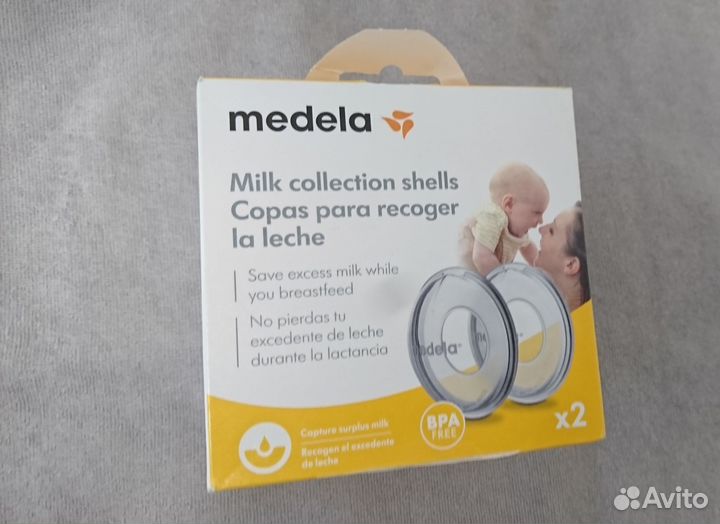 medela
Milk collection shells
Copas para recoger
la leche
Save excess milk while
you breastfeed
No pierdas tu
excedente de leche
durante la lactancia
medela
Capture surplus milk
Recogen el excedente
de leche
BPA
FREE
x2
Avito